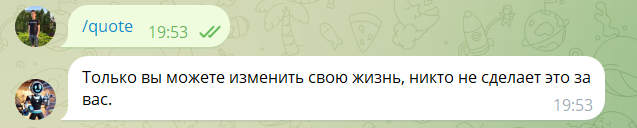 /quote 19:53
Только вы можете изменить свою жизнь, никто не сделает это за
вас.
19:53